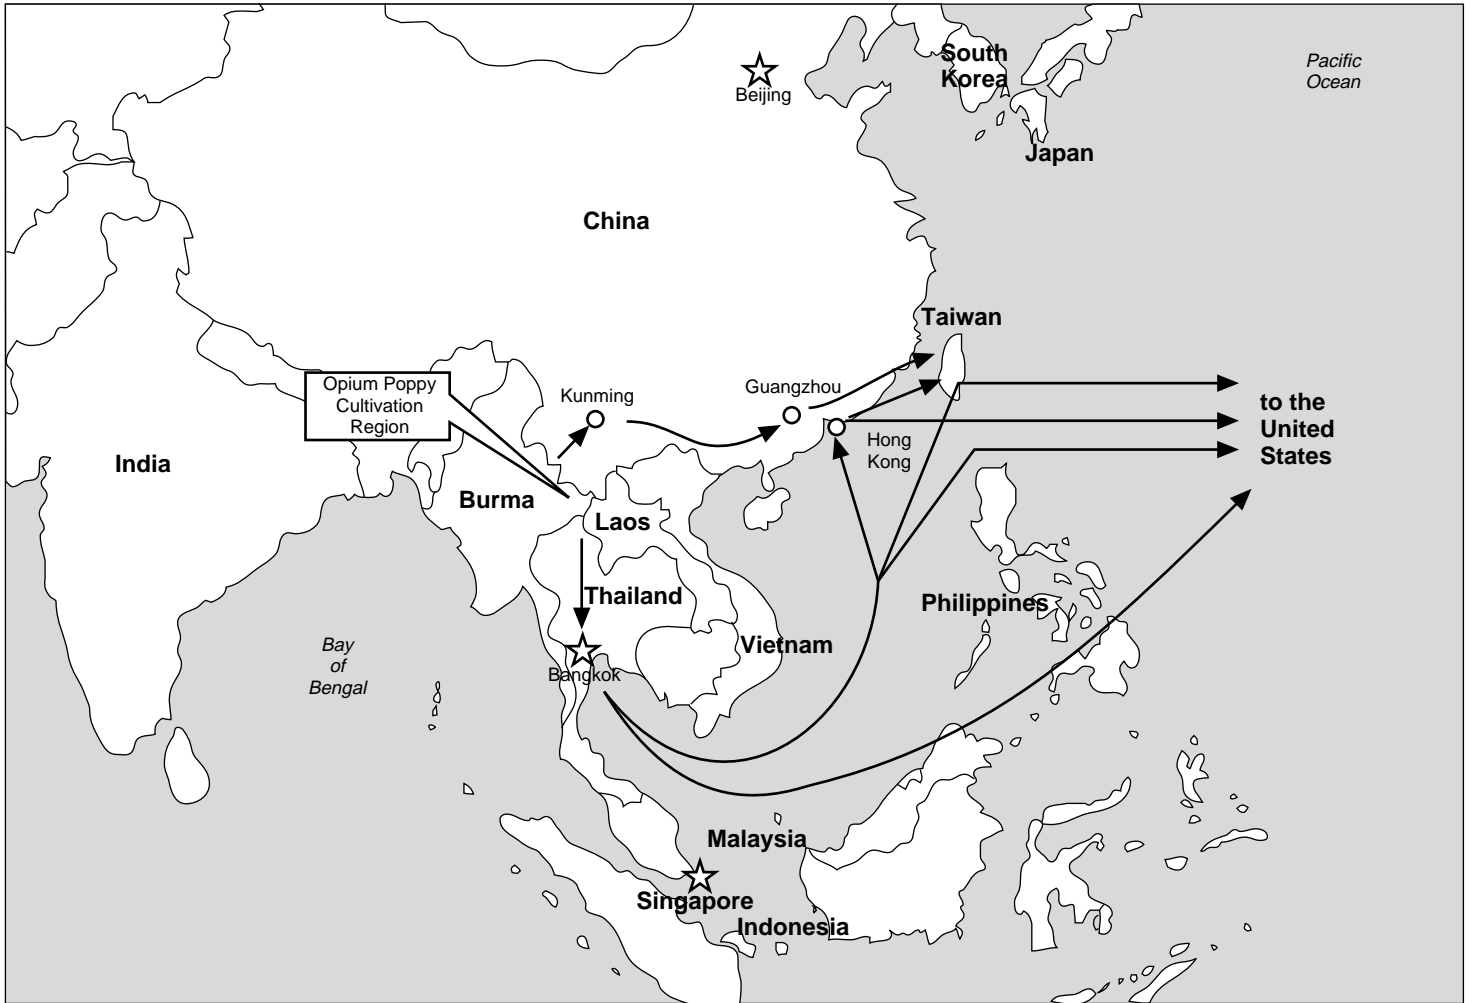 South
Korea
Pacific
Ocean
Beijing
Japan
China
Taiwan
Opium Poppy
Cultivation
Region
Kunming
Guangzhou
Hong
Kong
to the
United
States
India
Burma
Laos
Thailand
Philippines
Vietnam
Bay
of
Bengal
Bangkok
Malaysia
Singapore
Indonesia